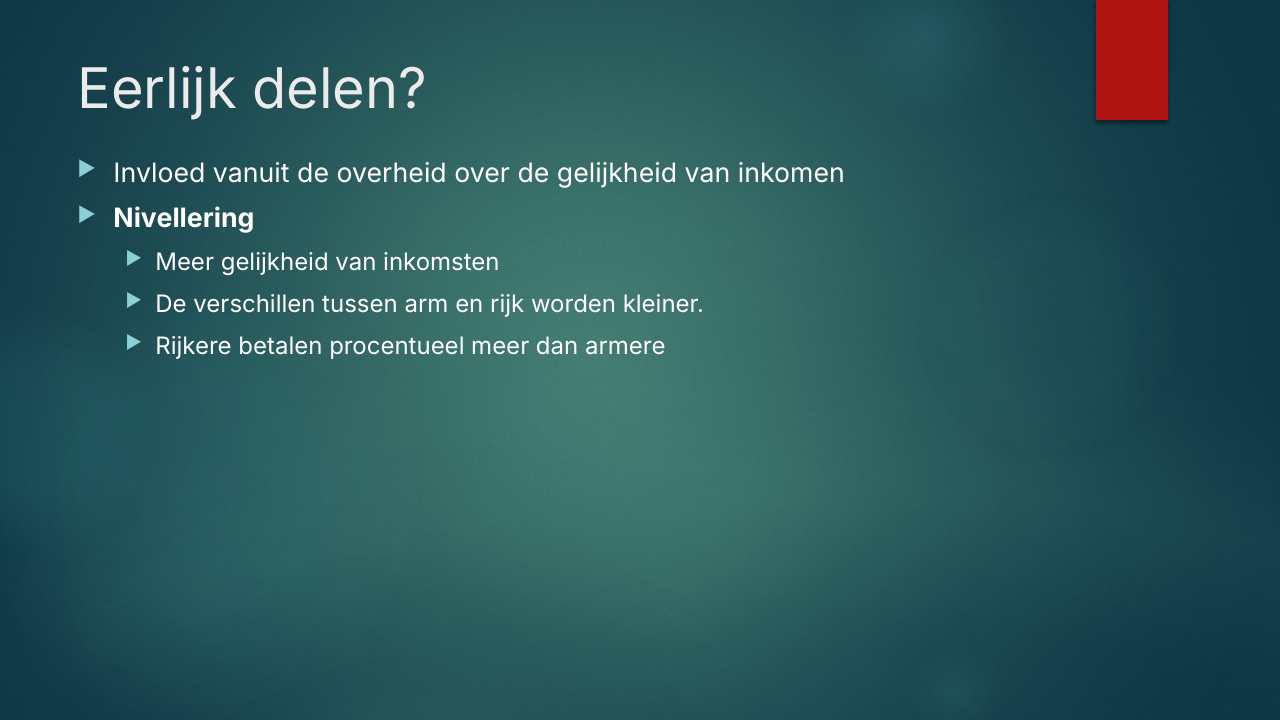 Eerlijk delen?
Invloed vanuit de overheid over de gelijkheid van inkomen
Nivellering
Meer gelijkheid van inkomsten
De verschillen tussen arm en rijk worden kleiner.
Rijkere betalen procentueel meer dan armere